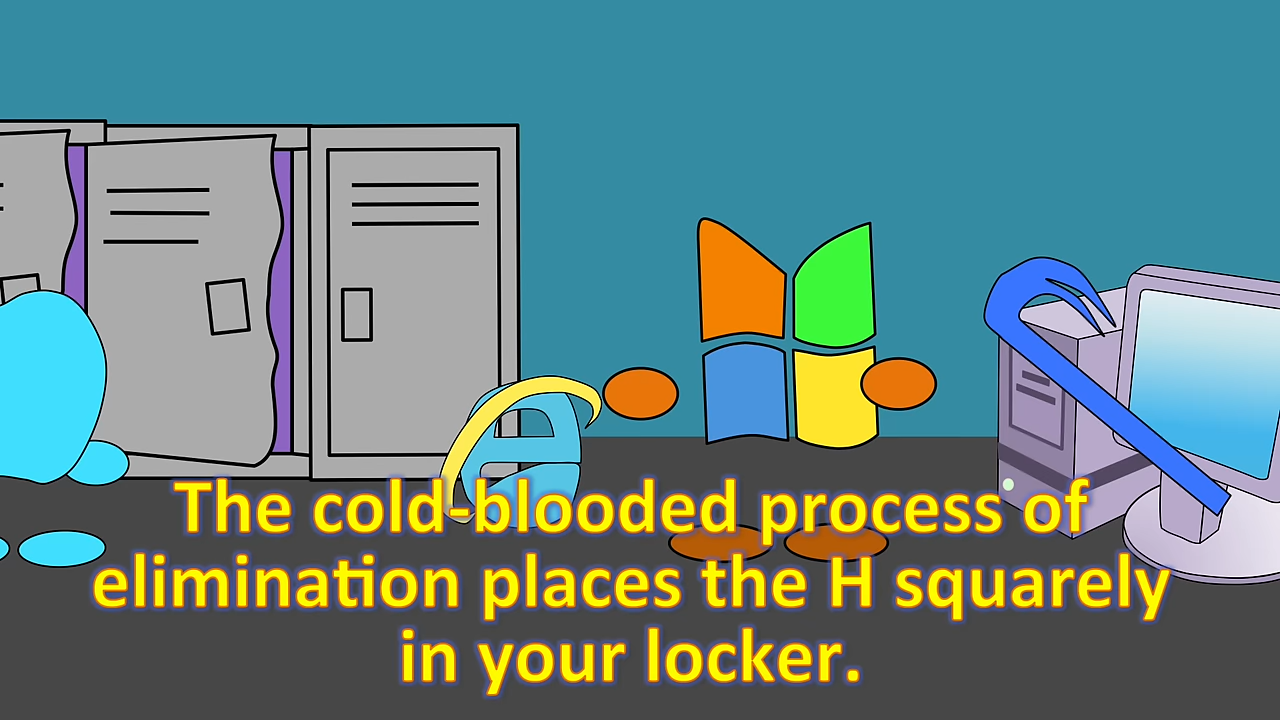 The cold-blooded process of
elimination places the H squarely
in your locker.